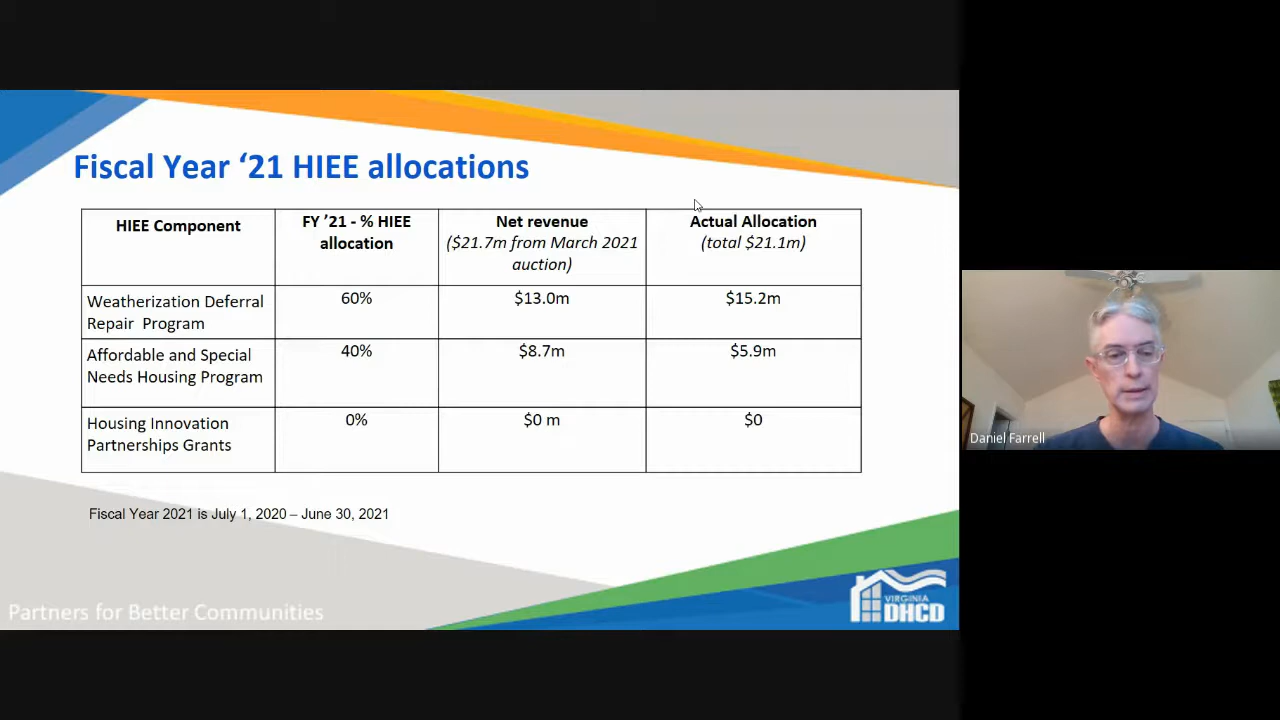 Fiscal Year ‘21 HIEE allocations
HIEE Component
FY ’21 - % HIEE
allocation
Net revenue
($21.7m from March 2021
auction)
Actual Allocation
(total $21.1m)
Weatherization Deferral
Repair Program
60%
$13.0m
$15.2m
Affordable and Special
Needs Housing Program
40%
$8.7m
$5.9m
Housing Innovation
Partnerships Grants
0%
$0 m
$0
Fiscal Year 2021 is July 1, 2020 – June 30, 2021
Partners for Better Communities
VIRGINIA
DHCD
Daniel Farrell